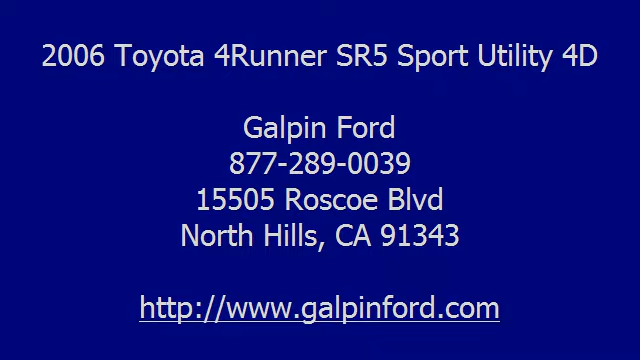 2006 Toyota 4Runner SR5 Sport Utility 4D
Galpin Ford
877-289-0039
15505 Roscoe Blvd
North Hills, CA 91343
http://www.galpinford.com